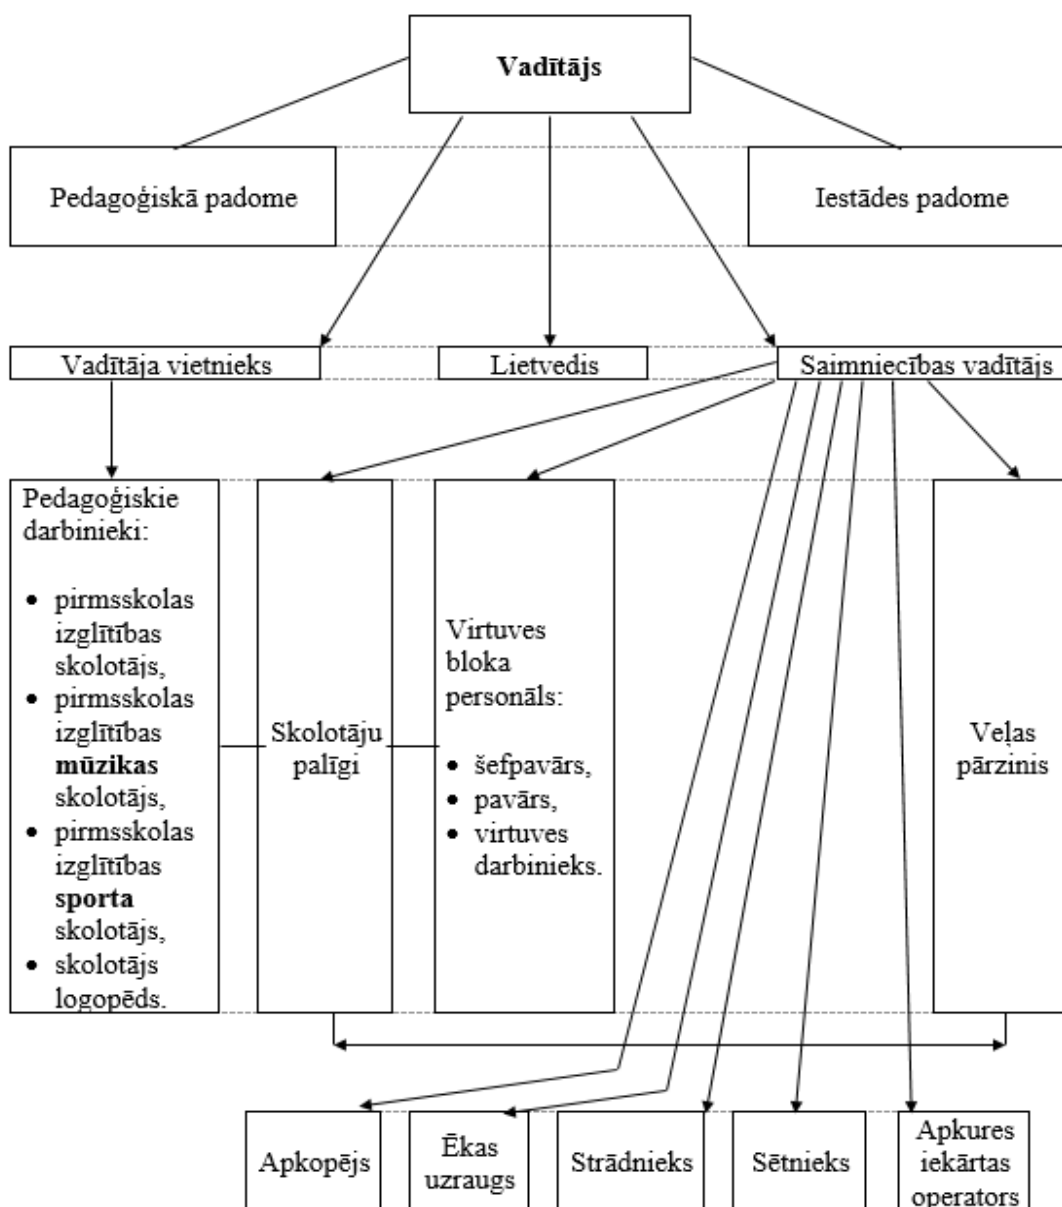 Vadītājs
Pedagoģiskā padome
Iestādes padome
Vadītāja vietnieks
Lietvedis
Saimniecības vadītājs
Pedagoģiskie
darbinieki:
• pirmsskolas
izglītības
skolotājs,
• pirmsskolas
izglītības
mūzikas
skolotājs,
• pirmsskolas
izglītības
sporta
skolotājs,
• skolotājs
logopēds.
Skolotāju
palīgi
Virtuves
bloka
personāls:
• šefpavārs,
• pavārs,
• virtuves
darbinieks.
Veļas
pārzinis
Apkopējs
Ēkas
uzraugs
Strādnieks
Sētnieks
Apkures
iekārtas
operators